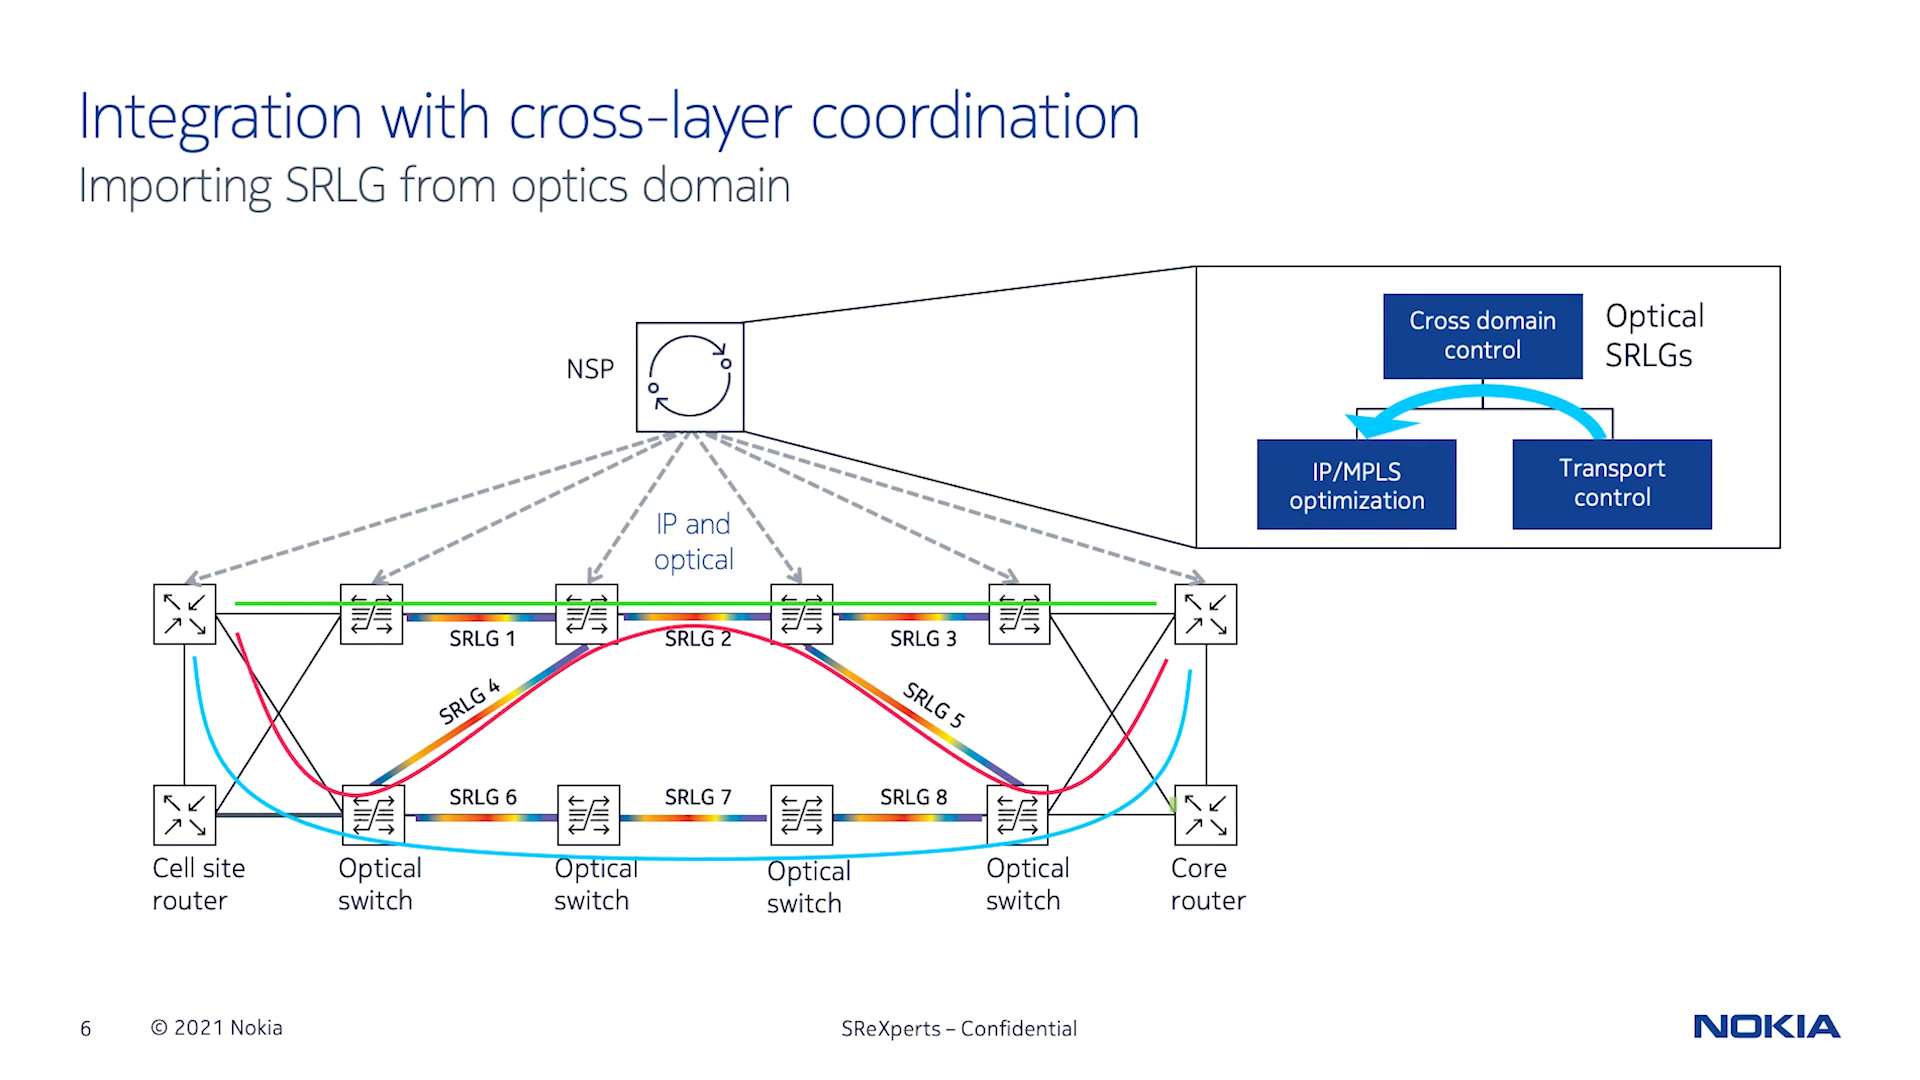 Integration with cross-layer coordination
Importing SRLG from optics domain
NSP
Cross domain
control
Optical
SRLGs
IP/MPLS
optimization
Transport
control
IP and
optical
SRLG 1
SRLG 2
SRLG 3
SRLG 4
SRLG 5
SRLG 6
SRLG 7
SRLG 8
Cell site
router
Optical
switch
Optical
switch
Optical
switch
Optical
switch
Core
router
6
© 2021 Nokia
SReXperts – Confidential
NOKIA